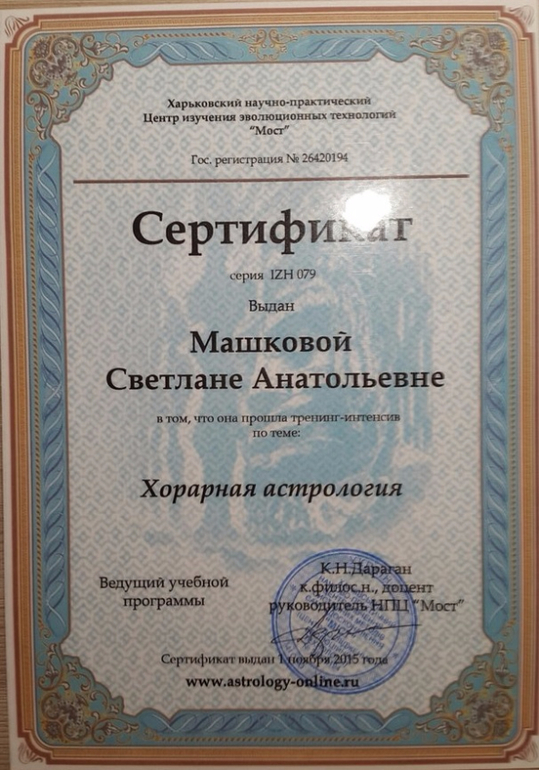 Харьковский научно-практический
Центр изучения эволюционных технологий
"Мост"
Гос. регистрация № 26420194
Сертификат
серия 1ZH 079
Выдан
Машковой
Светлане Анатольевне
в том, что она прошла тренинг-интенсив
по теме:
Хорарная астрология
Ведущий учебной
программы
К.Н.Дараган
к.филос.н., доцент
руководитель НПЦ "Мост"
Сертификат выдан 1 ноября 2015 года
www.astrology-online.ru